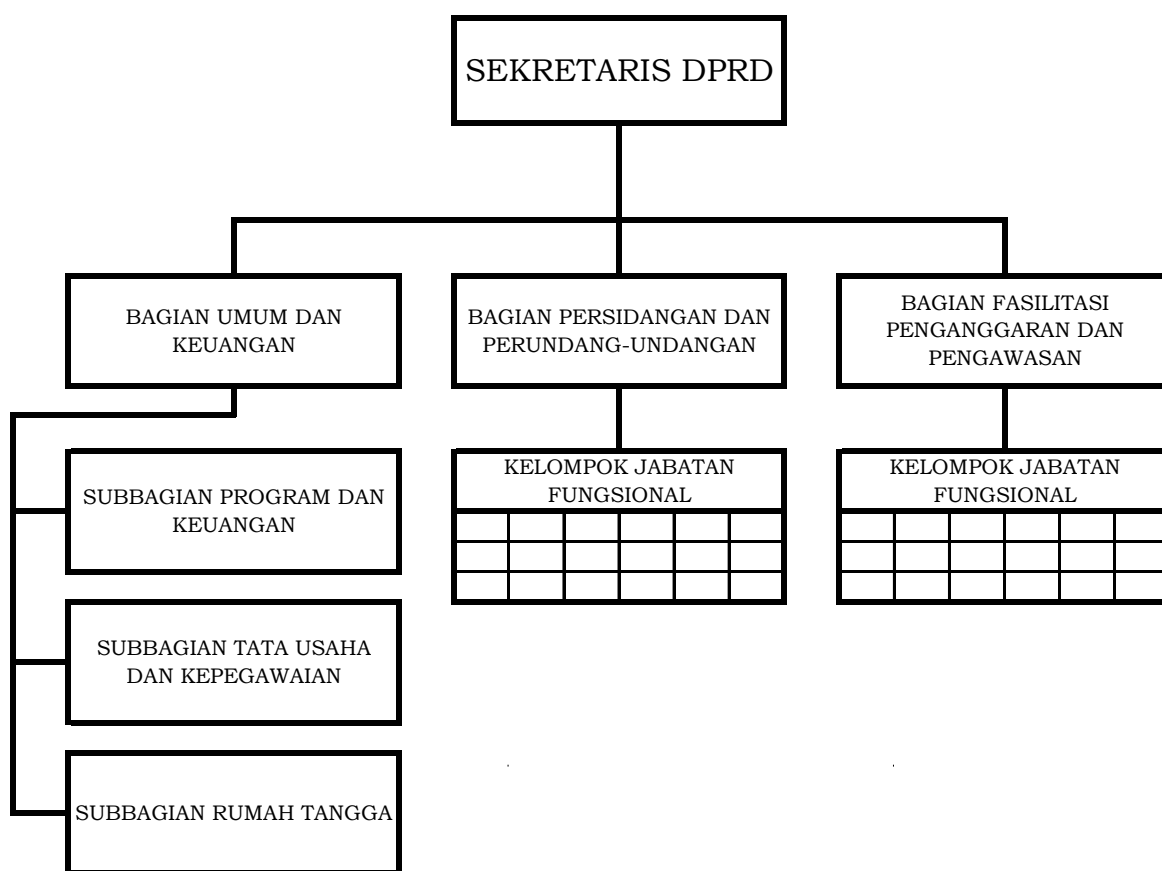 SEKRETARIS DPRD
BAGIAN UMUM DAN
KEUANGAN
BAGIAN PERSIDANGAN DAN
PERUNDANG-UNDANGAN
BAGIAN FASILITASI
PENGANGGARAN DAN
PENGAWASAN
SUBBAGIAN PROGRAM DAN
KEUANGAN
KELOMPOK JABATAN
FUNGSIONAL
KELOMPOK JABATAN
FUNGSIONAL
SUBBAGIAN TATA USAHA
DAN KEPEGAWAIAN
SUBBAGIAN RUMAH TANGGA